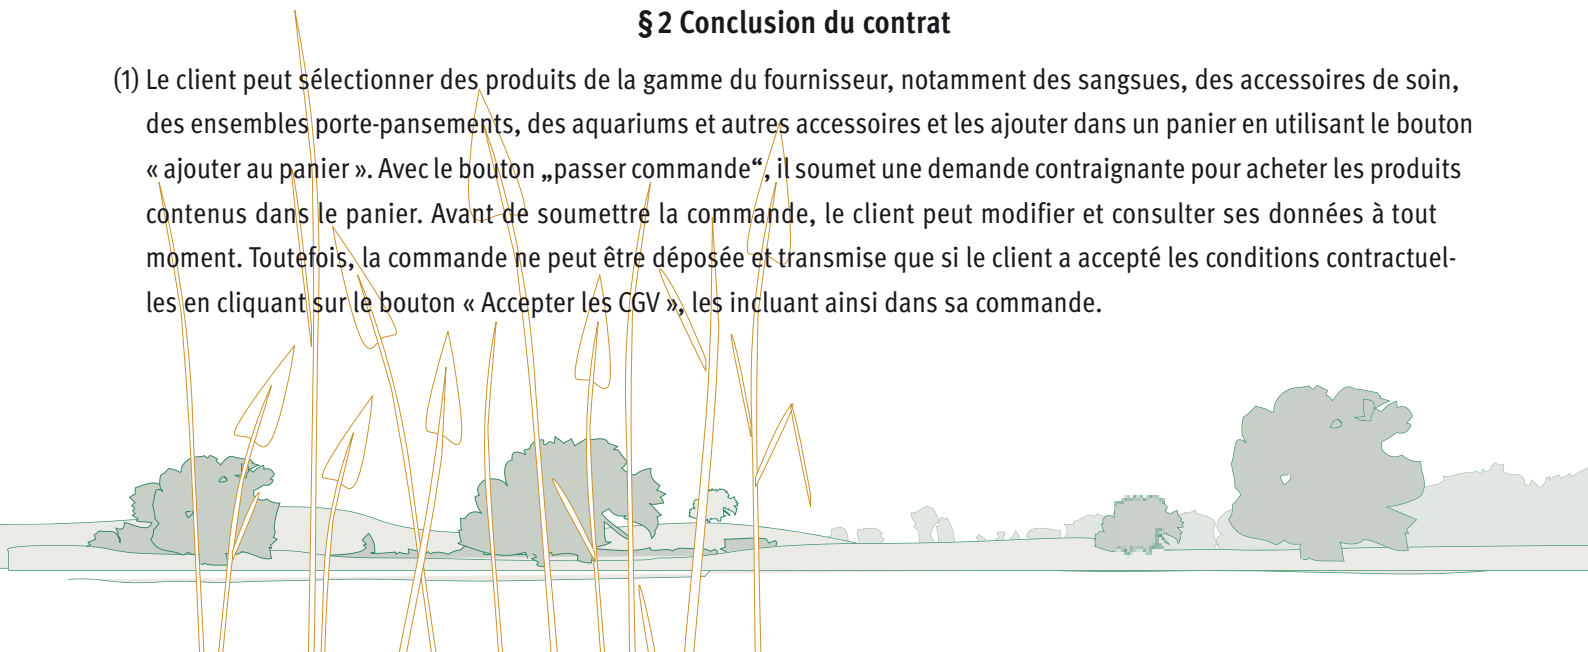 § 2 Conclusion du contrat
(1) Le client peut sélectionner des produits de la gamme du fournisseur, notamment des sangsues, des accessoires de soin,
des ensembles porte-pansements, des aquariums et autres accessoires et les ajouter dans un panier en utilisant le bouton
« ajouter au panier ». Avec le bouton „passer commande“, il soumet une demande contraignante pour acheter les produits
contenus dans le panier. Avant de soumettre la commande, le client peut modifier et consulter ses données à tout
moment. Toutefois, la commande ne peut être déposée et transmise que si le client a accepté les conditions contractuel-
les en cliquant sur le bouton « Accepter les CGV », les incluant ainsi dans sa commande.